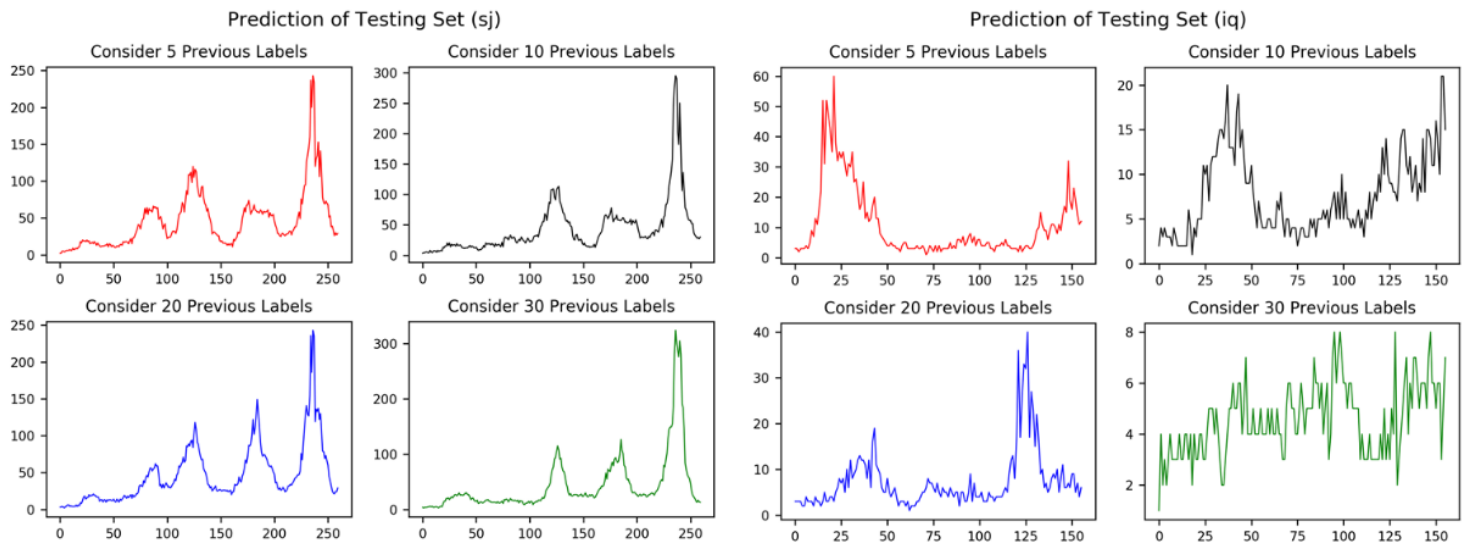 Prediction of Testing Set (sj)
Consider 5 Previous Labels
250
200
150
100
50
0
0 50 100 150 200 250
Consider 10 Previous Labels
300
250
200
150
100
50
0
0 50 100 150 200 250
Consider 20 Previous Labels
250
200
150
100
50
0
0 50 100 150 200 250
Consider 30 Previous Labels
300
200
100
0
0 50 100 150 200 250
Prediction of Testing Set (iq)
Consider 5 Previous Labels
60
50
40
30
20
10
0
0 25 50 75 100 125 150
Consider 10 Previous Labels
20
15
10
5
0
0 25 50 75 100 125 150
Consider 20 Previous Labels
40
30
20
10
0
0 25 50 75 100 125 150
Consider 30 Previous Labels
8
6
4
2
0 25 50 75 100 125 150